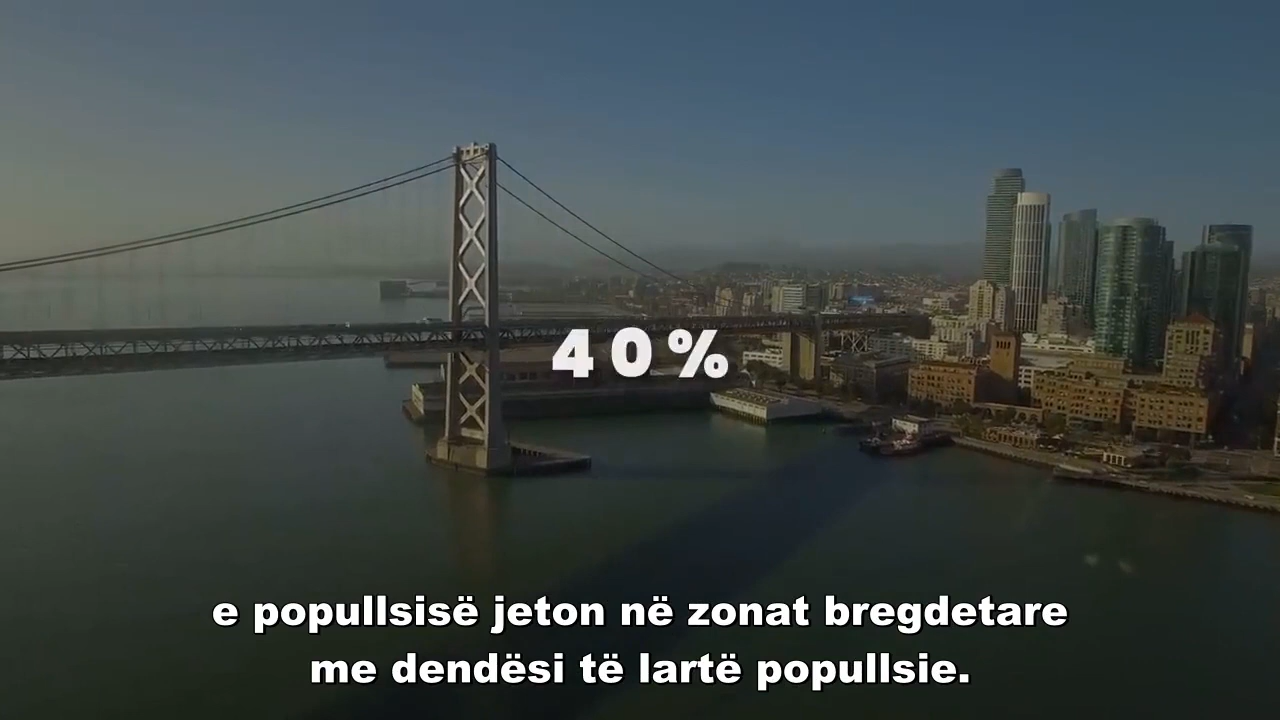 40%
e popullsisë jeton në zonat bregdetare
me dendësi të lartë popullsie.